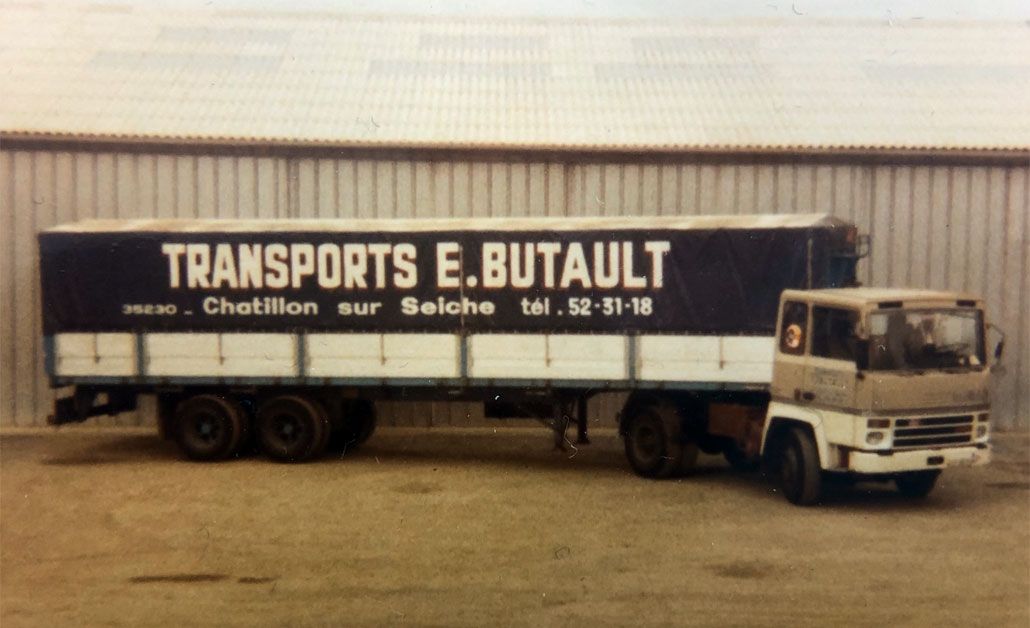 TRANSPORTS E.BUTAULT
35230 - Chatillon sur Seiche tél. 52-31-18